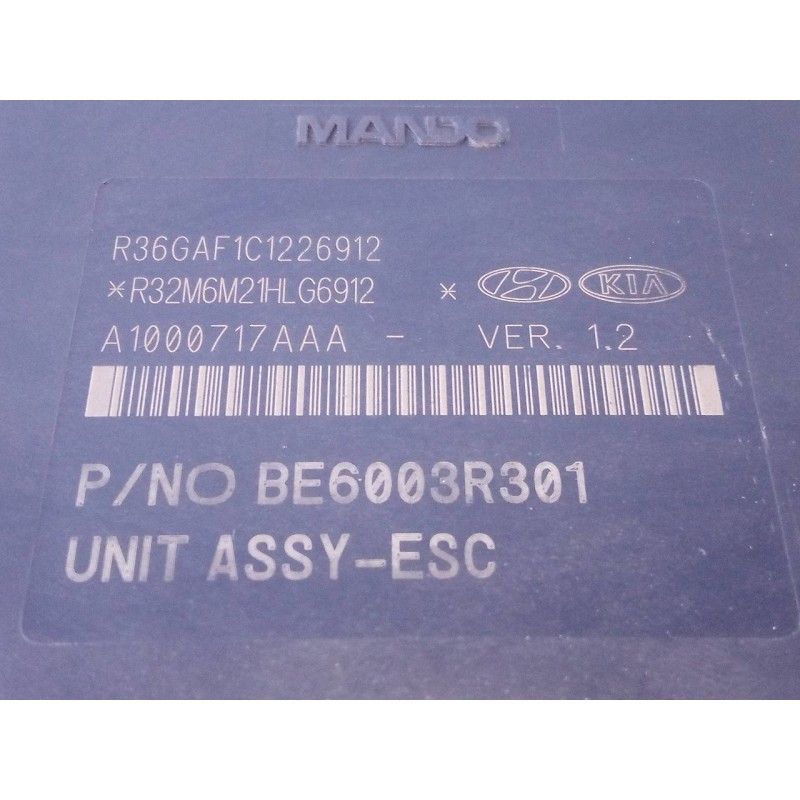 MANDO
R36GAF1C1226912
*R32M6M21HLG6912 * KIA
A1000717AAA - VER. 1.2
P/NO BE6003R301
UNIT ASSY-ESC